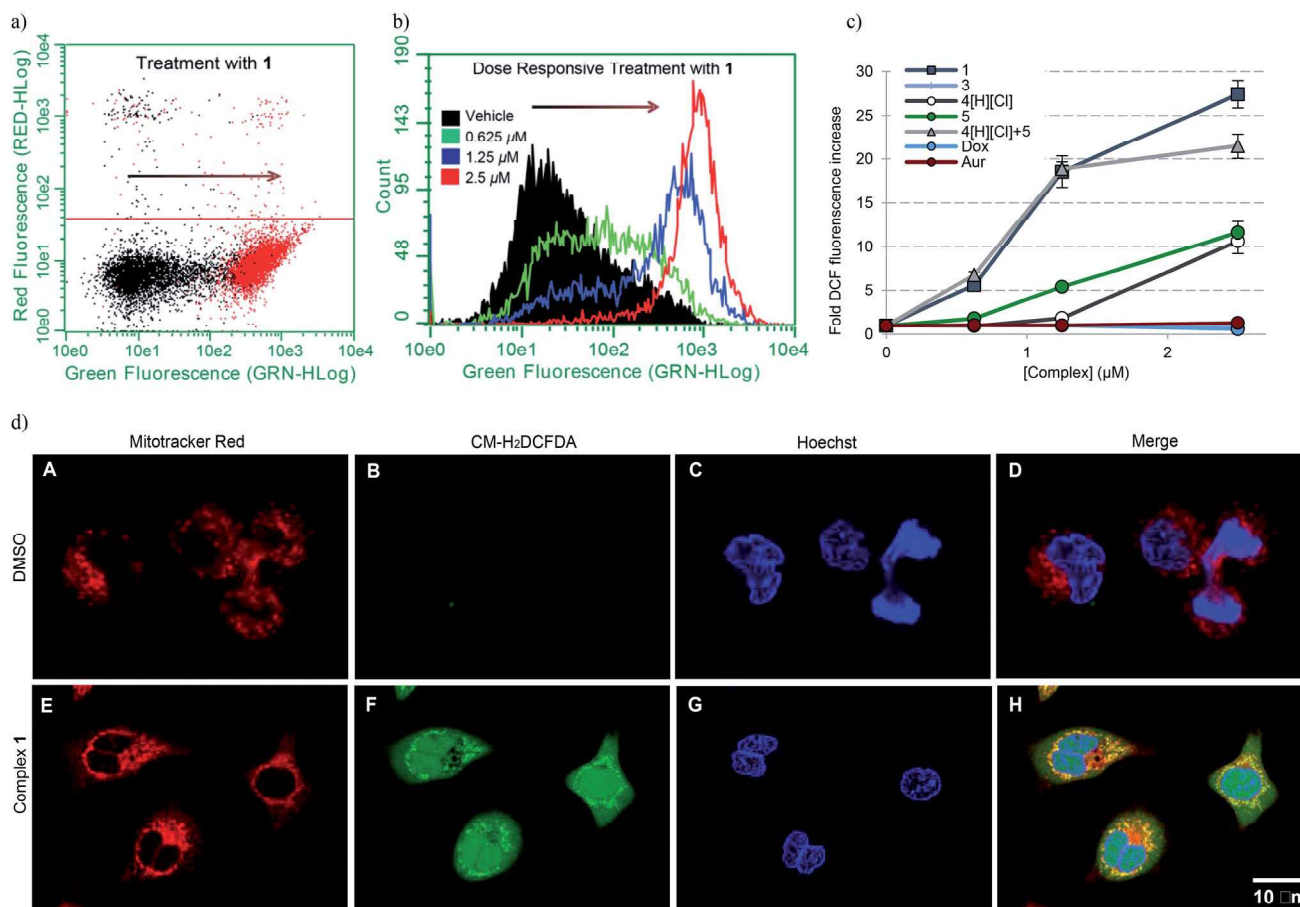 a)
Treatment with 1
Red Fluorescence (RED-HLog)
10e4
10e3
10e2
10e1
10e0
10e0 10e1 10e2 10e3 10e4
Green Fluorescence (GRN-HLog)
b)
Dose Responsive Treatment with 1
Vehicle
0.625 µM
1.25 µM
2.5 µM
Count
190
143
95
48
0
10e0 10e1 10e2 10e3 10e4
Green Fluorescence (GRN-HLog)
c)
1
3
4[H][Cl]
5
4[H][Cl]+5
Dox
Aur
Fold DCF fluorenscence increase
30
25
20
15
10
5
0
0 1 2
[Complex] (µM)
d)
Mitotracker Red CM-H₂DCFDA Hoechst Merge
DMSO
A B C D
Complex 1
E F G H
10 □m